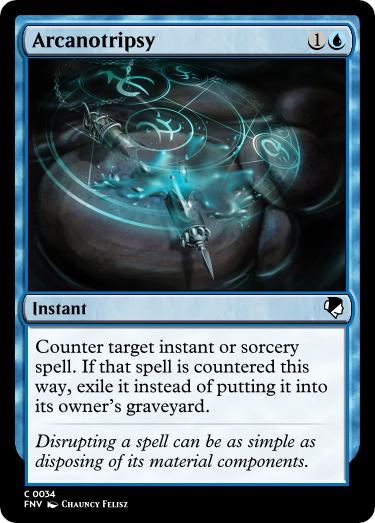 Arcanotripsy 1
Instant
Counter target instant or sorcery
spell. If that spell is countered this
way, exile it instead of putting it into
its owner's graveyard.
Disrupting a spell can be as simple as
disposing of its material components.
C 0034
FNV Chauncy Felisz